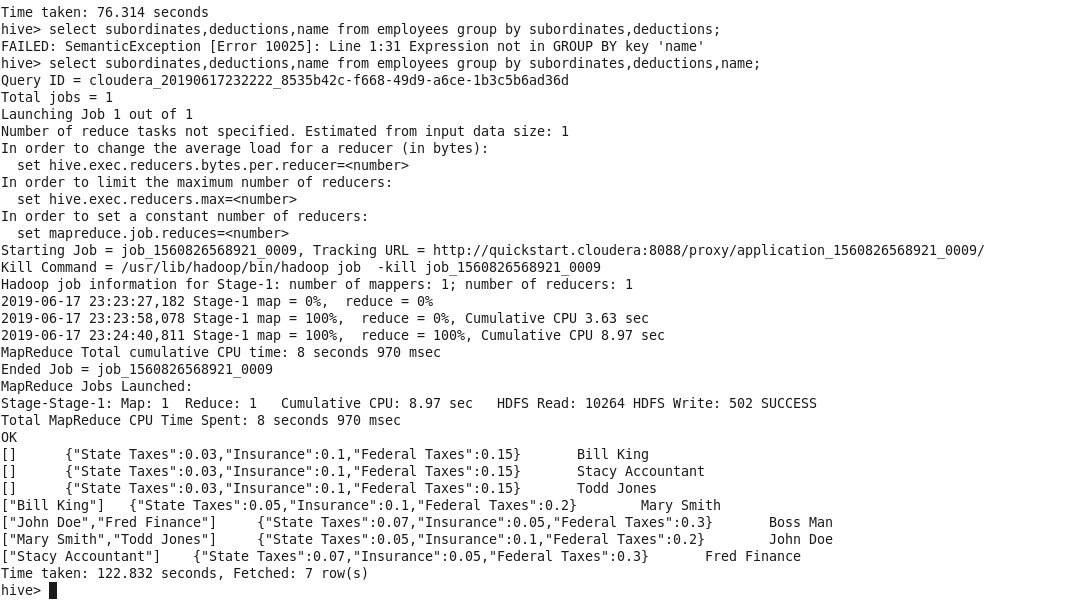 Time taken: 76.314 seconds
hive> select subordinates,deductions,name from employees group by subordinates,deductions;
FAILED: SemanticException [Error 10025]: Line 1:31 Expression not in GROUP BY key 'name'
hive> select subordinates,deductions,name from employees group by subordinates,deductions,name;
Query ID = cloudera_20190617232222_8535b42c-f668-49d9-a6ce-1b3c5b6ad36d
Total jobs = 1
Launching Job 1 out of 1
Number of reduce tasks not specified. Estimated from input data size: 1
In order to change the average load for a reducer (in bytes):
  set hive.exec.reducers.bytes.per.reducer=<number>
In order to limit the maximum number of reducers:
  set hive.exec.reducers.max=<number>
In order to set a constant number of reducers:
  set mapreduce.job.reduces=<number>
Starting Job = job_1560826568921_0009, Tracking URL = http://quickstart.cloudera:8088/proxy/application_1560826568921_0009/
Kill Command = /usr/lib/hadoop/bin/hadoop job  -kill job_1560826568921_0009
Hadoop job information for Stage-1: number of mappers: 1; number of reducers: 1
2019-06-17 23:23:27,182 Stage-1 map = 0%,  reduce = 0%
2019-06-17 23:23:58,078 Stage-1 map = 100%,  reduce = 0%, Cumulative CPU 3.63 sec
2019-06-17 23:24:40,811 Stage-1 map = 100%,  reduce = 100%, Cumulative CPU 8.97 sec
MapReduce Total cumulative CPU time: 8 seconds 970 msec
Ended Job = job_1560826568921_0009
MapReduce Jobs Launched:
Stage-Stage-1: Map: 1  Reduce: 1   Cumulative CPU: 8.97 sec   HDFS Read: 10264 HDFS Write: 502 SUCCESS
Total MapReduce CPU Time Spent: 8 seconds 970 msec
OK
[]      {"State Taxes":0.03,"Insurance":0.1,"Federal Taxes":0.15}       Bill King
[]      {"State Taxes":0.03,"Insurance":0.1,"Federal Taxes":0.15}       Stacy Accountant
[]      {"State Taxes":0.03,"Insurance":0.1,"Federal Taxes":0.15}       Todd Jones
["Bill King"]   {"State Taxes":0.05,"Insurance":0.1,"Federal Taxes":0.2}        Mary Smith
["John Doe","Fred Finance"]     {"State Taxes":0.07,"Insurance":0.05,"Federal Taxes":0.3}       Boss Man
["Mary Smith","Todd Jones"]     {"State Taxes":0.05,"Insurance":0.1,"Federal Taxes":0.2}        John Doe
["Stacy Accountant"]    {"State Taxes":0.07,"Insurance":0.05,"Federal Taxes":0.3}       Fred Finance
Time taken: 122.832 seconds, Fetched: 7 row(s)
hive>